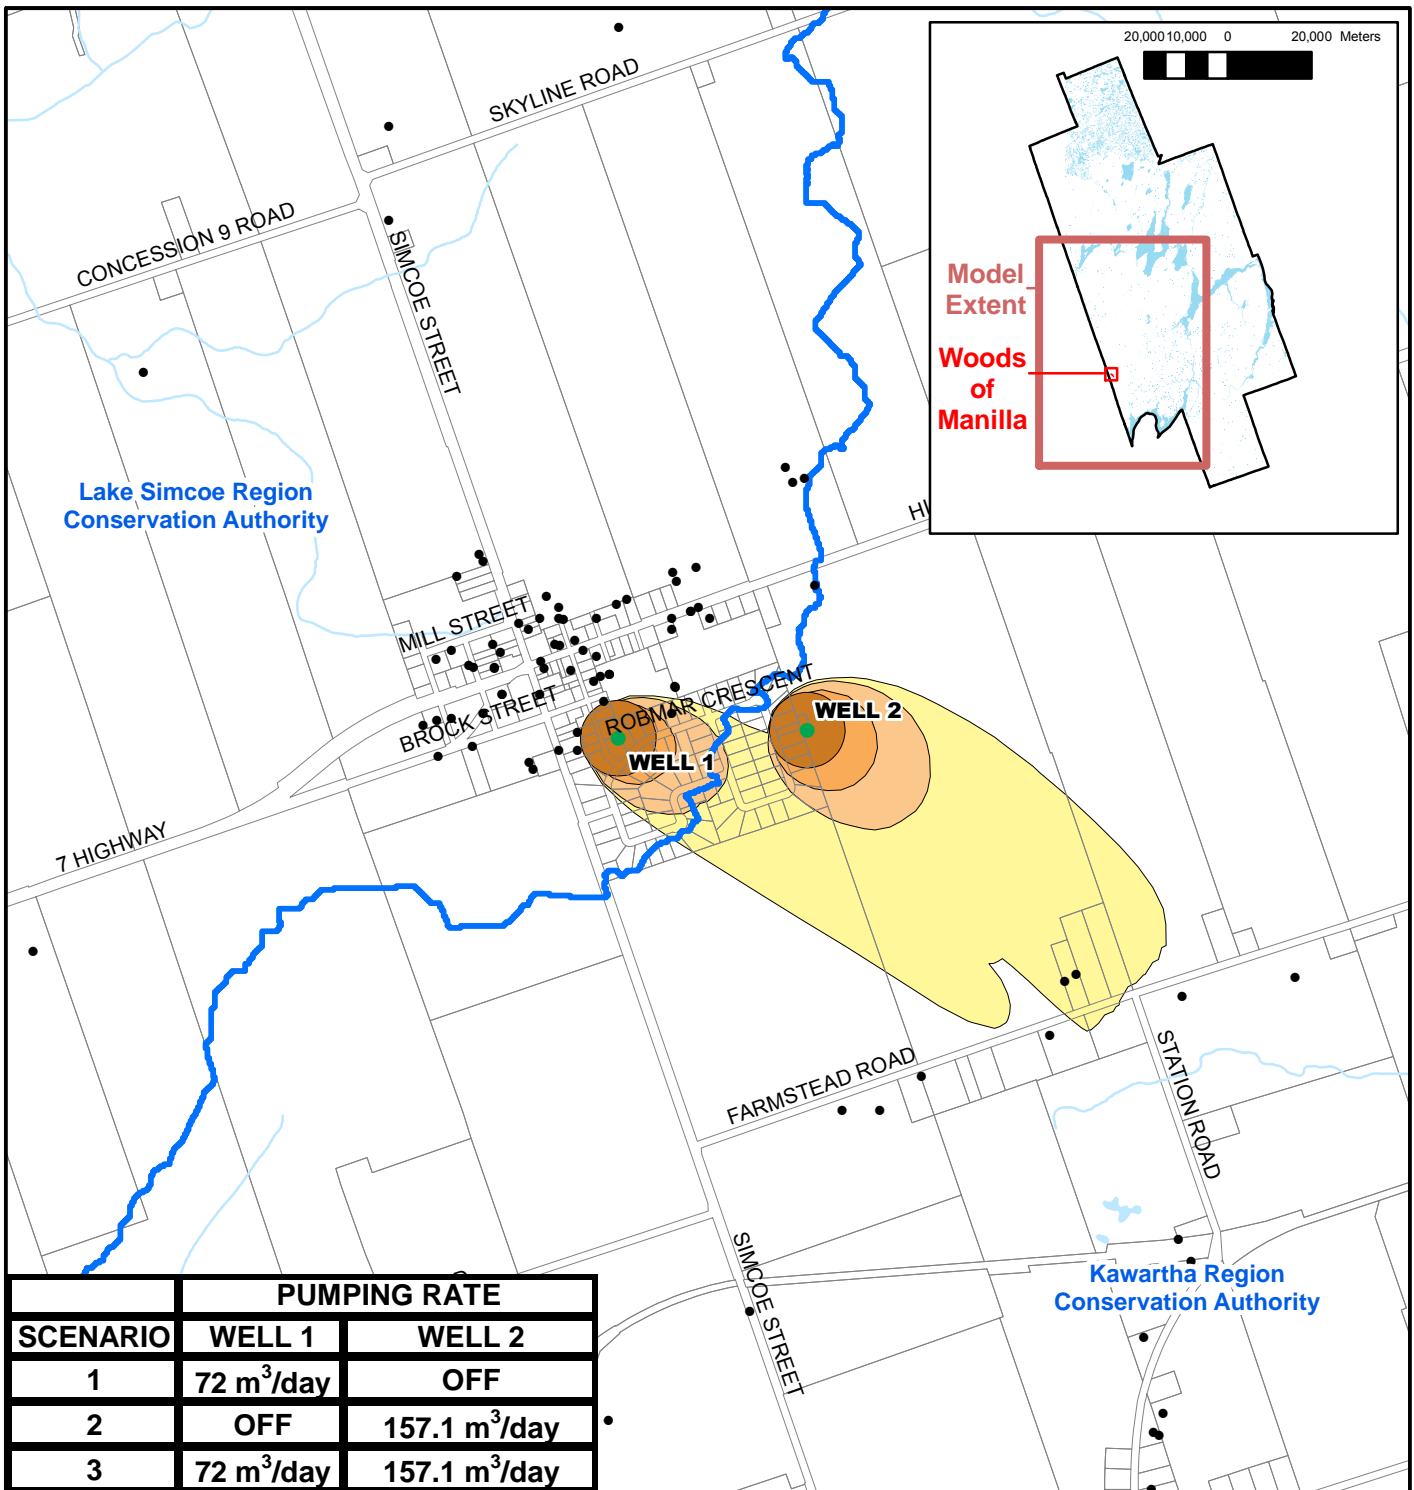 20,000 10,000 0 20,000 Meters
SKYLINE ROAD
CONCESSION 9 ROAD
SIMCOE STREET
Model
Extent
Woods
of
Manilla
Lake Simcoe Region
Conservation Authority
MILL STREET
BROCK STREET
ROBMAR CRESCENT
WELL 2
WELL 1
7 HIGHWAY
FARMSTEAD ROAD
STATION ROAD
SIMCOE STREET
Kawartha Region
Conservation Authority
PUMPING RATE
SCENARIO WELL 1 WELL 2
1 72 m³/day OFF
2 OFF 157.1 m³/day
3 72 m³/day 157.1 m³/day